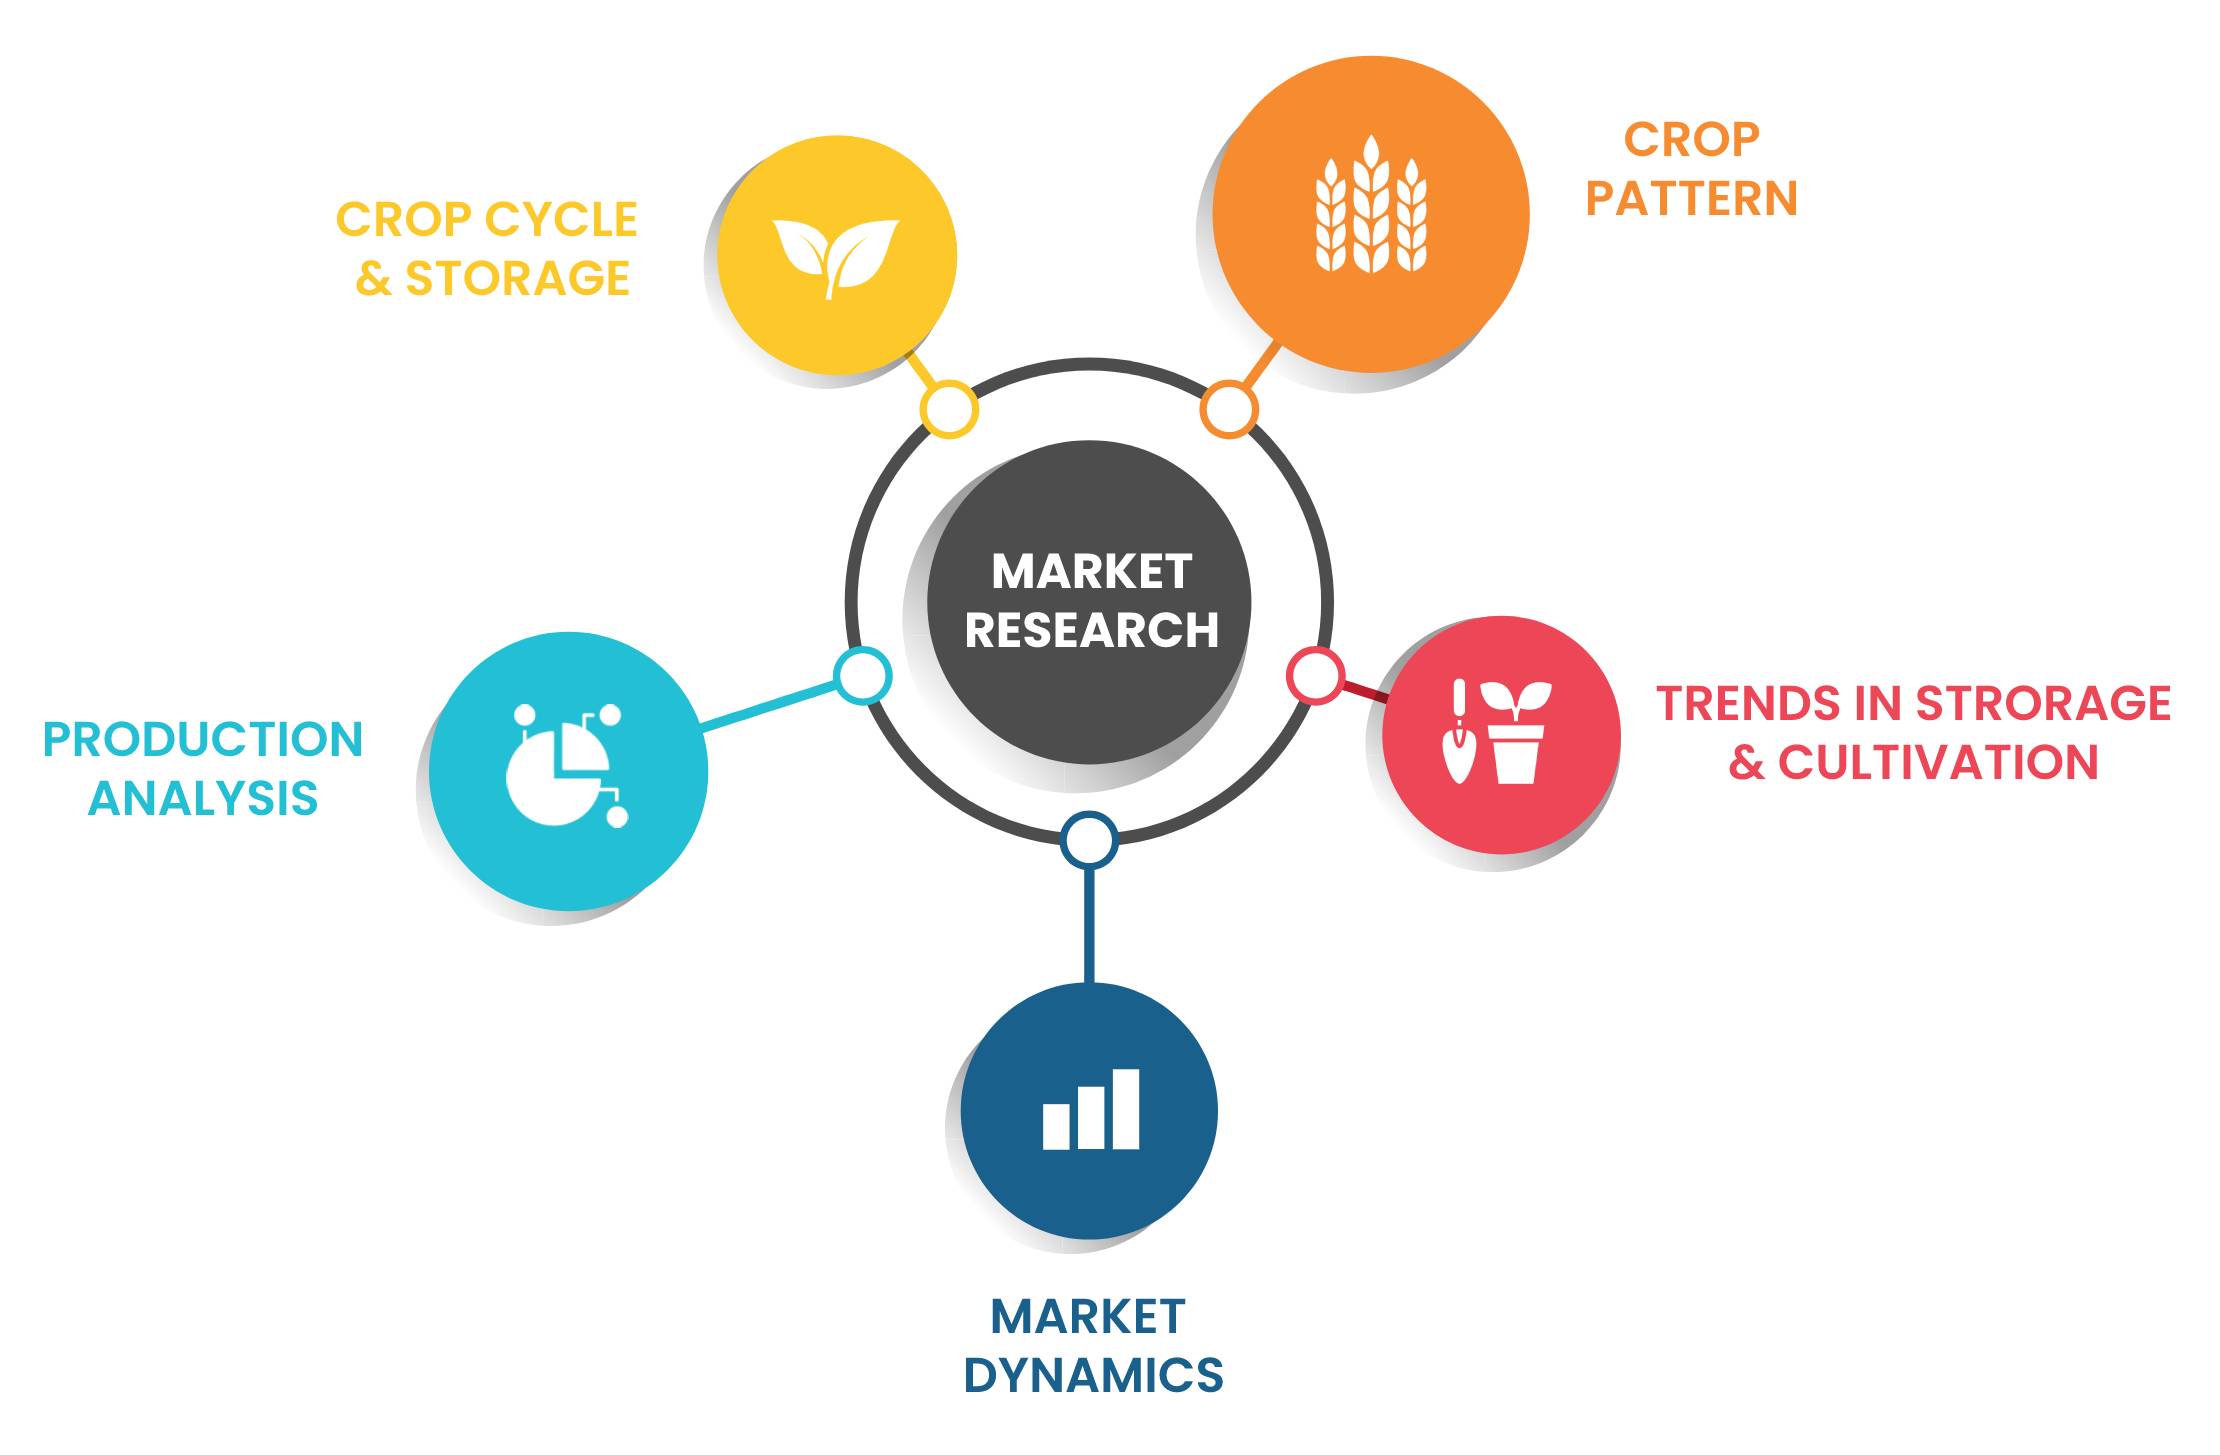 CROP
PATTERN
CROP CYCLE
& STORAGE
MARKET
RESEARCH
TRENDS IN STRORAGE
& CULTIVATION
PRODUCTION
ANALYSIS
MARKET
DYNAMICS